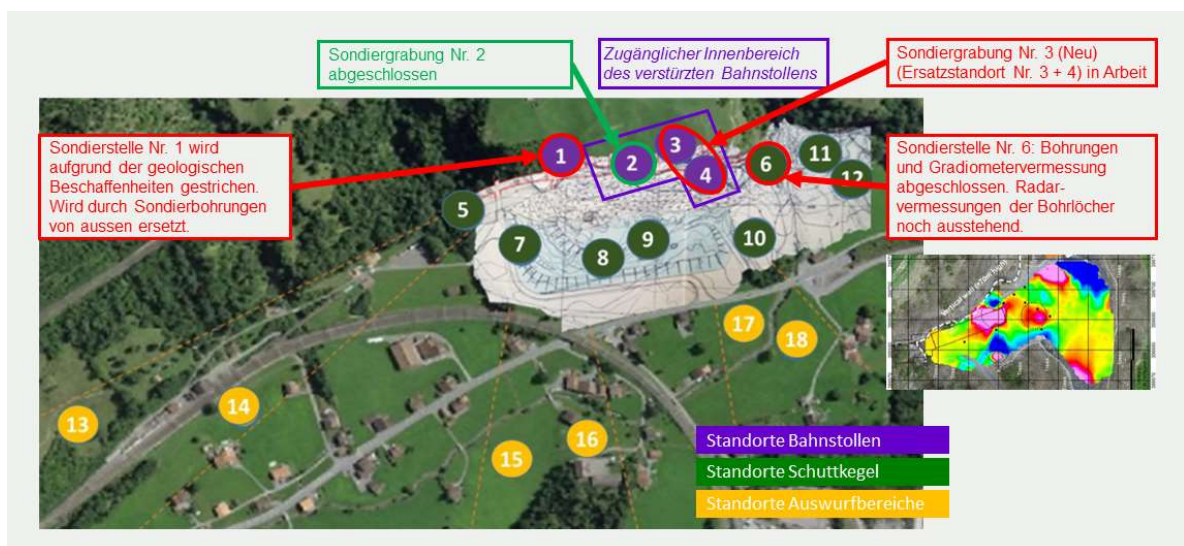 Sondiergrabung Nr. 2
abgeschlossen
Zugänglicher Innenbereich
des verstürzten Bahnstollens
Sondiergrabung Nr. 3 (Neu)
(Ersatzstandort Nr. 3 + 4) in Arbeit
Sondierstelle Nr. 1 wird
aufgrund der geologischen
Beschaffenheiten gestrichen.
Wird durch Sondierbohrungen
von aussen ersetzt.
Sondierstelle Nr. 6: Bohrungen
und Gradiometervermessung
abgeschlossen. Radar-
vermessungen der Bohrlöcher
noch ausstehend.
1
2
3
4
5
6
7
8
9
10
11
12
13
14
15
16
17
18
Standorte Bahnstollen
Standorte Schuttkegel
Standorte Auswurfbereiche